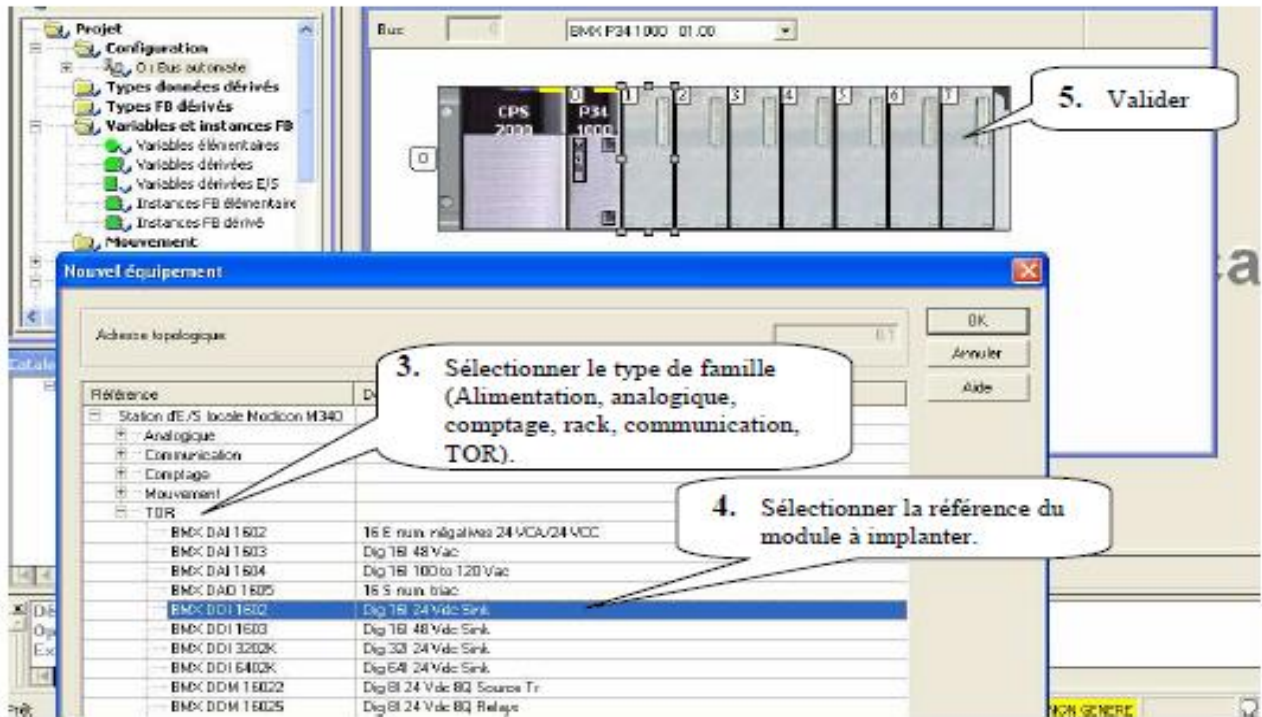 Projet
Configuration
0 : Bus automate
Types données dérivés
Types FB dérivés
Variables et instances FB
Variables élémentaires
Variables dérivées
Variables dérivées E/S
Instances FB élémentaire
Instances FB dérivé
Mouvement
Bus:
BMX P34 1000 01.00
CPS
2000
P34
1000
0
1
2
3
4
5
6
7
0
5. Valider
Nouvel équipement
Adresse topologique:
0.1
OK
Annuler
Aide
3. Sélectionner le type de famille
(Alimentation, analogique,
comptage, rack, communication,
TOR).
Référence
Station d'E/S locale Modicon M340
Analogique
Communication
Comptage
Mouvement
TOR
4. Sélectionner la référence du
module à implanter.
BMX DAI 1602 16 E num. négatives 24 VCA/24 VCC
BMX DAI 1603 Dig 16I 48 Vac
BMX DAI 1604 Dig 16I 100 to 120 Vac
BMX DAO 1605 16 S num. triac
BMX DDI 1602 Dig 16I 24 Vdc Sink
BMX DDI 1603 Dig 16I 48 Vdc Sink
BMX DDI 3202K Dig 32I 24 Vdc Sink
BMX DDI 6402K Dig 64I 24 Vdc Sink
BMX DDM 16022 Dig 8I 24 Vdc 8Q Source Tr
BMX DDM 16025 Dig 8I 24 Vdc 8Q Relays
NON GENERE